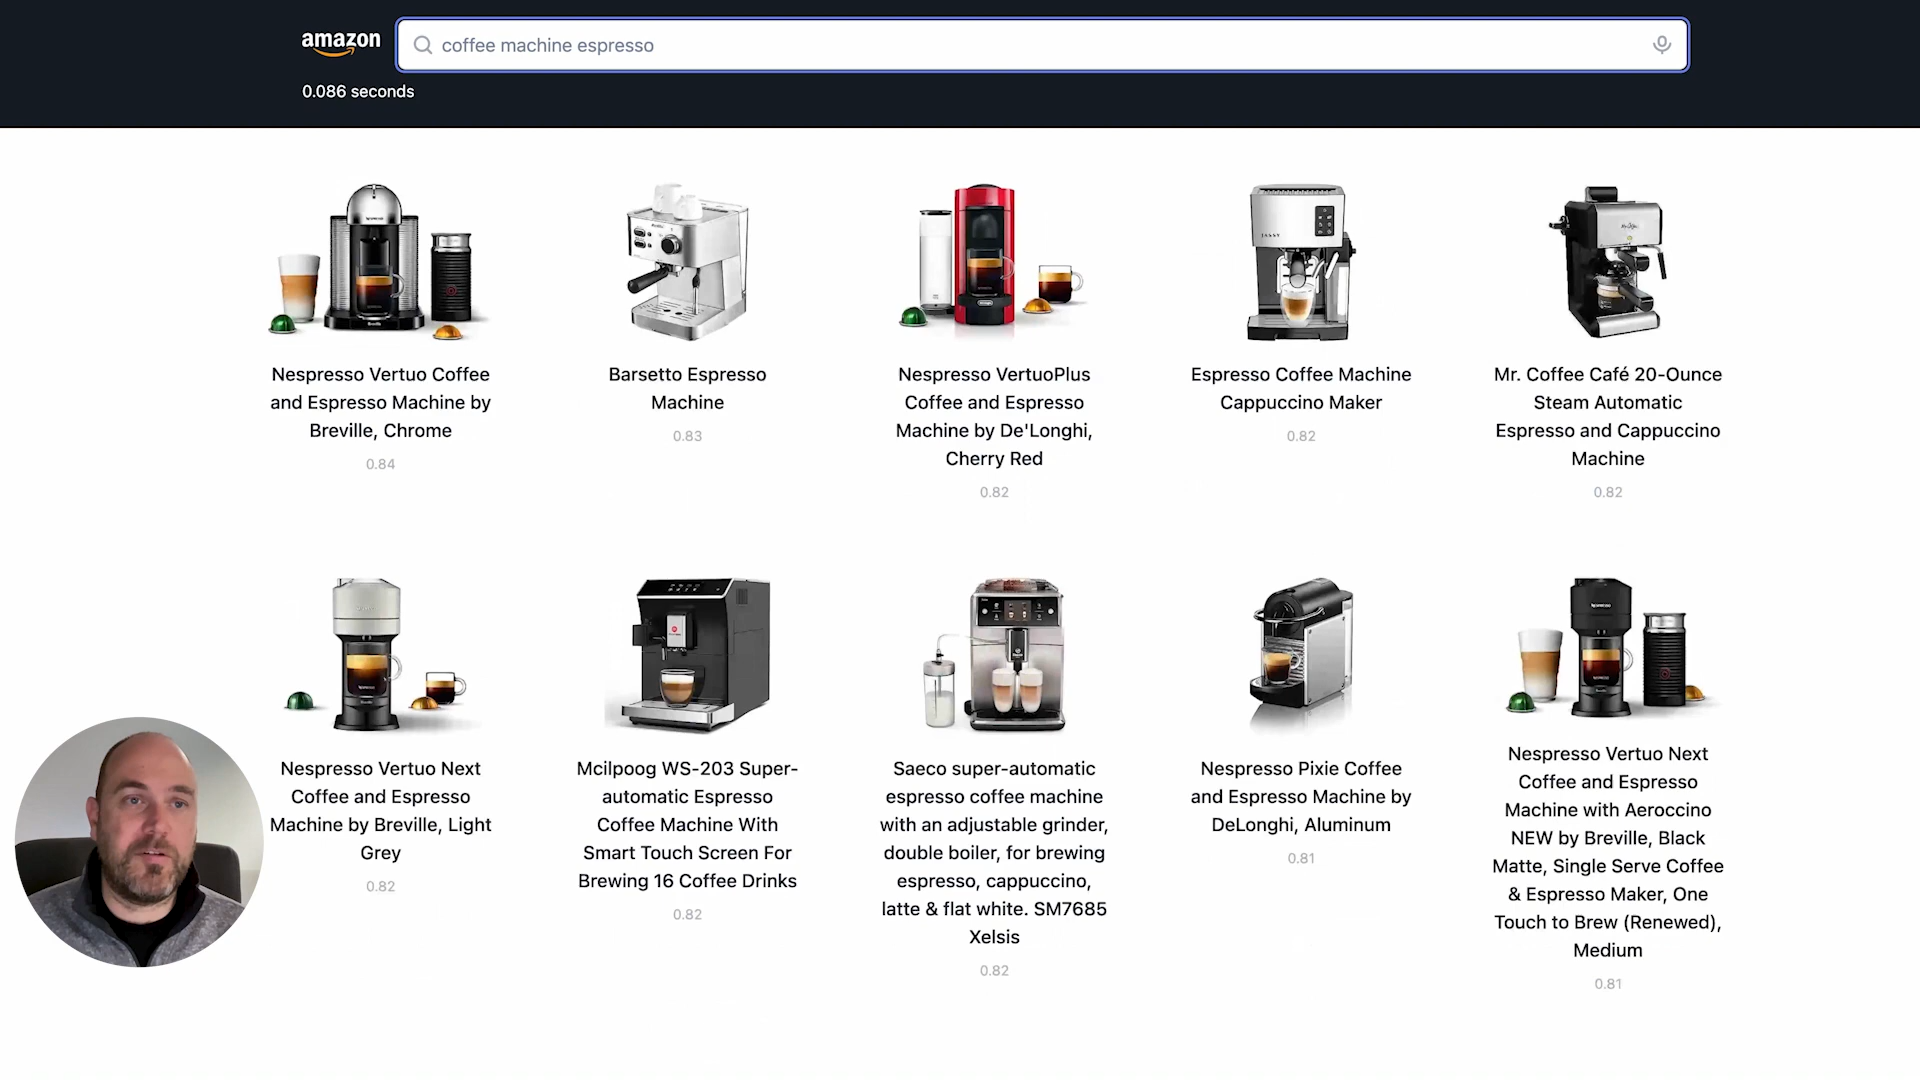 amazon
coffee machine espresso
0.086 seconds
Nespresso Vertuo Coffee
and Espresso Machine by
Breville, Chrome
0.84
Barsetto Espresso
Machine
0.83
Nespresso VertuoPlus
Coffee and Espresso
Machine by De'Longhi,
Cherry Red
0.82
Espresso Coffee Machine
Cappuccino Maker
0.82
Mr. Coffee Café 20-Ounce
Steam Automatic
Espresso and Cappuccino
Machine
0.82
Nespresso Vertuo Next
Coffee and Espresso
Machine by Breville, Light
Grey
0.82
Mcilpoog WS-203 Super-
automatic Espresso
Coffee Machine With
Smart Touch Screen For
Brewing 16 Coffee Drinks
0.82
Saeco super-automatic
espresso coffee machine
with an adjustable grinder,
double boiler, for brewing
espresso, cappuccino,
latte & flat white. SM7685
Xelsis
0.82
Nespresso Pixie Coffee
and Espresso Machine by
DeLonghi, Aluminum
0.81
Nespresso Vertuo Next
Coffee and Espresso
Machine with Aeroccino
NEW by Breville, Black
Matte, Single Serve Coffee
& Espresso Maker, One
Touch to Brew (Renewed),
Medium
0.81